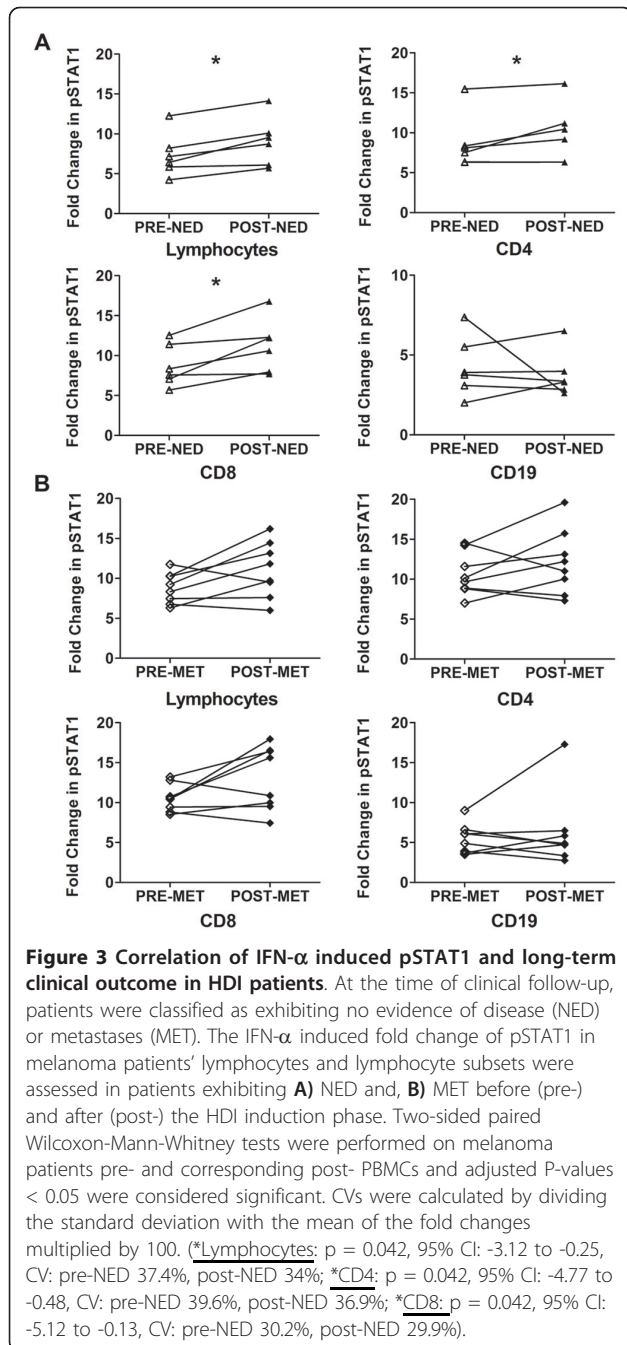 A
Fold Change in pSTAT1
20
15
10
5
0
*
PRE-NED POST-NED
Lymphocytes
Fold Change in pSTAT1
20
15
10
5
0
*
PRE-NED POST-NED
CD4
Fold Change in pSTAT1
20
15
10
5
0
*
PRE-NED POST-NED
CD8
Fold Change in pSTAT1
10
5
0
PRE-NED POST-NED
CD19
B
Fold Change in pSTAT1
20
15
10
5
0
PRE-MET POST-MET
Lymphocytes
Fold Change in pSTAT1
20
15
10
5
0
PRE-MET POST-MET
CD4
Fold Change in pSTAT1
20
15
10
5
0
PRE-MET POST-MET
CD8
Fold Change in pSTAT1
20
15
10
5
0
PRE-MET POST-MET
CD19
Figure 3 Correlation of IFN-α induced pSTAT1 and long-term
clinical outcome in HDI patients. At the time of clinical follow-up,
patients were classified as exhibiting no evidence of disease (NED)
or metastases (MET). The IFN-α induced fold change of pSTAT1 in
melanoma patients' lymphocytes and lymphocyte subsets were
assessed in patients exhibiting A) NED and, B) MET before (pre-)
and after (post-) the HDI induction phase. Two-sided paired
Wilcoxon-Mann-Whitney tests were performed on melanoma
patients pre- and corresponding post- PBMCs and adjusted P-values
< 0.05 were considered significant. CVs were calculated by dividing
the standard deviation with the mean of the fold changes
multiplied by 100. (*Lymphocytes: p = 0.042, 95% CI: -3.12 to -0.25,
CV: pre-NED 37.4%, post-NED 34%; *CD4: p = 0.042, 95% CI: -4.77 to
-0.48, CV: pre-NED 39.6%, post-NED 36.9%; *CD8: p = 0.042, 95% CI:
-5.12 to -0.13, CV: pre-NED 30.2%, post-NED 29.9%).